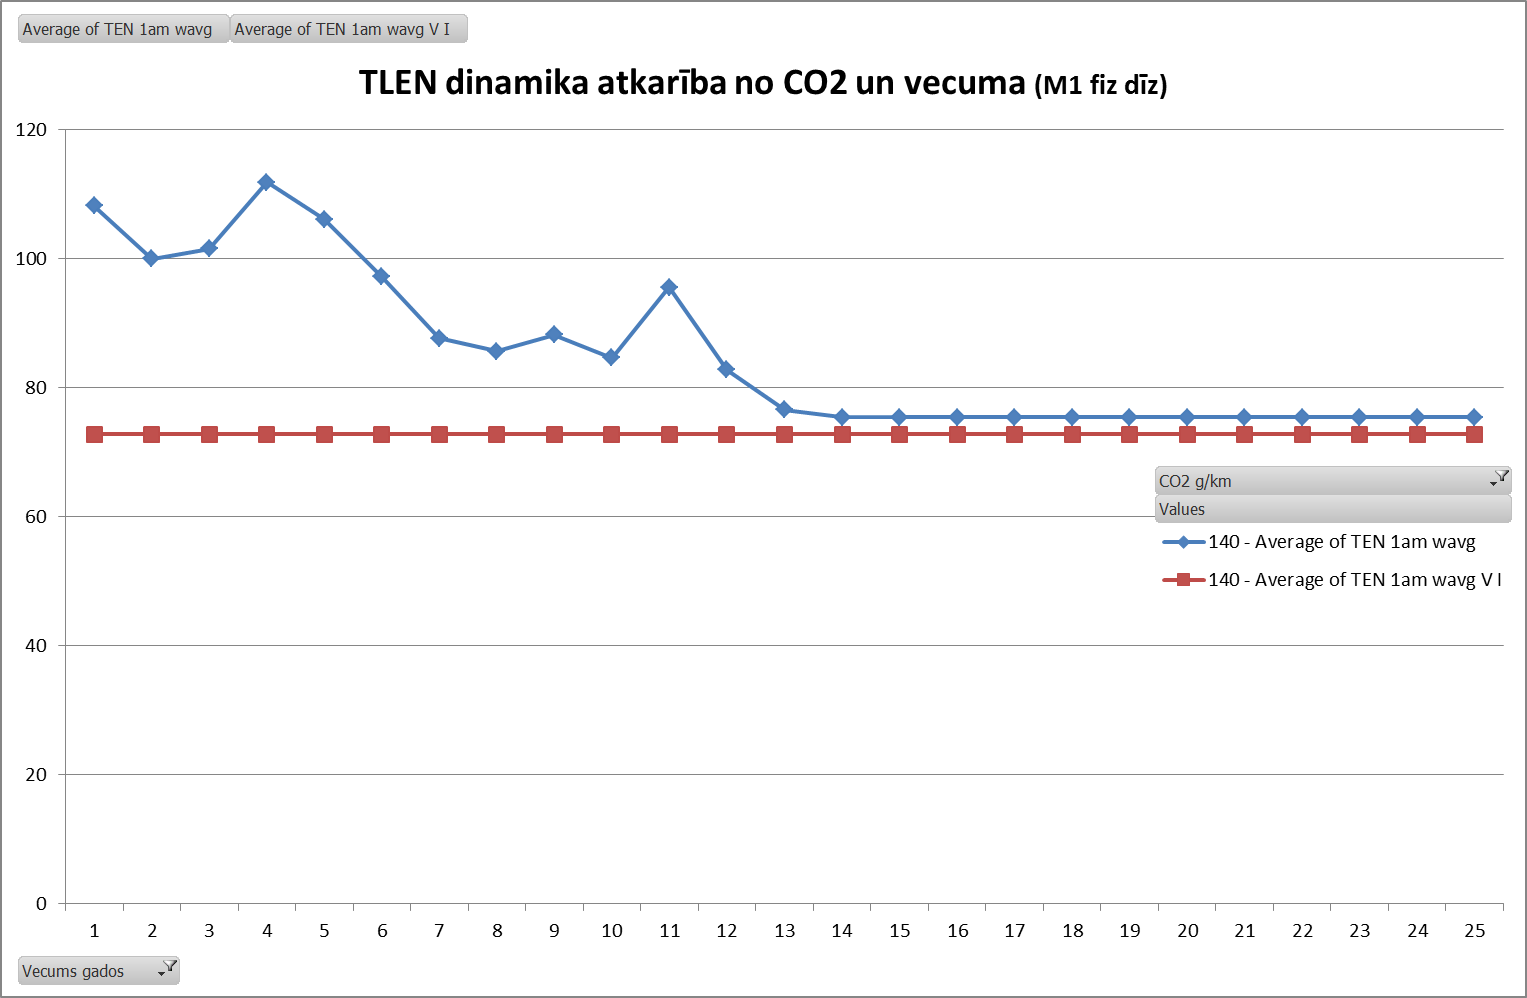 Average of TEN 1am wavg Average of TEN 1am wavg V I
TLEN dinamika atkarība no CO2 un vecuma (M1 fiz dīz)
120
100
80
60
40
20
0
CO2 g/km
Values
140 - Average of TEN 1am wavg
140 - Average of TEN 1am wavg V I
1 2 3 4 5 6 7 8 9 10 11 12 13 14 15 16 17 18 19 20 21 22 23 24 25
Vecums gados